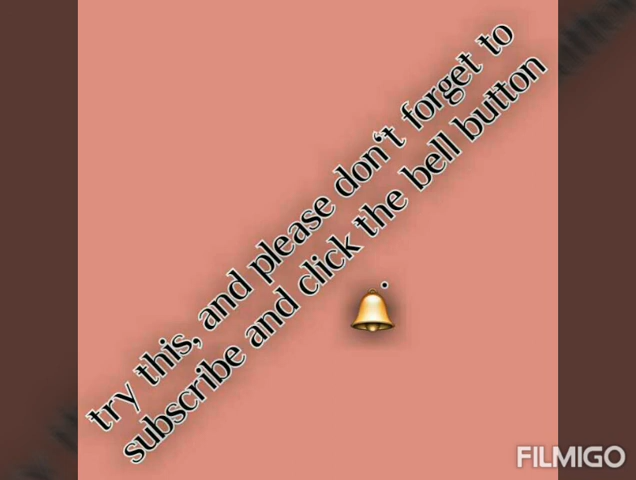 try this, and please don't forget to
subscribe and click the bell button
.
FILMIGO